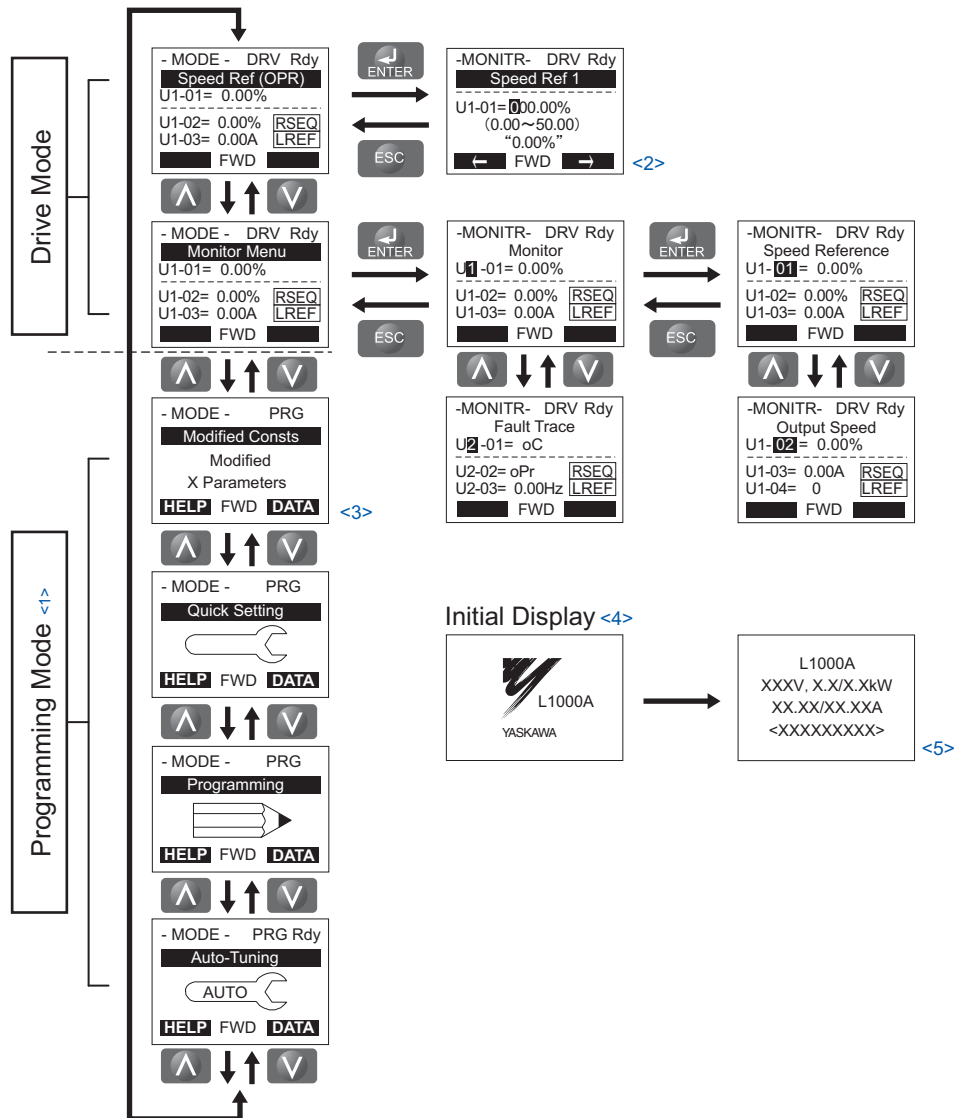 Drive Mode
- MODE - DRV Rdy
Speed Ref (OPR)
U1-01= 0.00%
U1-02= 0.00% RSEQ
U1-03= 0.00A LREF
FWD
ENTER
ESC
-MONITR- DRV Rdy
Speed Ref 1
U1-01= 000.00%
(0.00～50.00)
“0.00%”
← FWD →
<2>
- MODE - DRV Rdy
Monitor Menu
U1-01= 0.00%
U1-02= 0.00% RSEQ
U1-03= 0.00A LREF
FWD
ENTER
ESC
-MONITR- DRV Rdy
Monitor
U1 -01= 0.00%
U1-02= 0.00% RSEQ
U1-03= 0.00A LREF
FWD
ENTER
ESC
-MONITR- DRV Rdy
Speed Reference
U1- 01 = 0.00%
U1-02= 0.00% RSEQ
U1-03= 0.00A LREF
FWD
-MONITR- DRV Rdy
Fault Trace
U2 -01= oC
U2-02= oPr RSEQ
U2-03= 0.00Hz LREF
FWD
-MONITR- DRV Rdy
Output Speed
U1- 02 = 0.00%
U1-03= 0.00A RSEQ
U1-04= 0 LREF
FWD
Programming Mode <1>
- MODE - PRG
Modified Consts
Modified
X Parameters
HELP FWD DATA
<3>
- MODE - PRG
Quick Setting
HELP FWD DATA
- MODE - PRG
Programming
HELP FWD DATA
- MODE - PRG Rdy
Auto-Tuning
AUTO
HELP FWD DATA
Initial Display <4>
L1000A
YASKAWA
L1000A
XXXV, X.X/X.XkW
XX.XX/XX.XXA
<XXXXXXXXX>
<5>